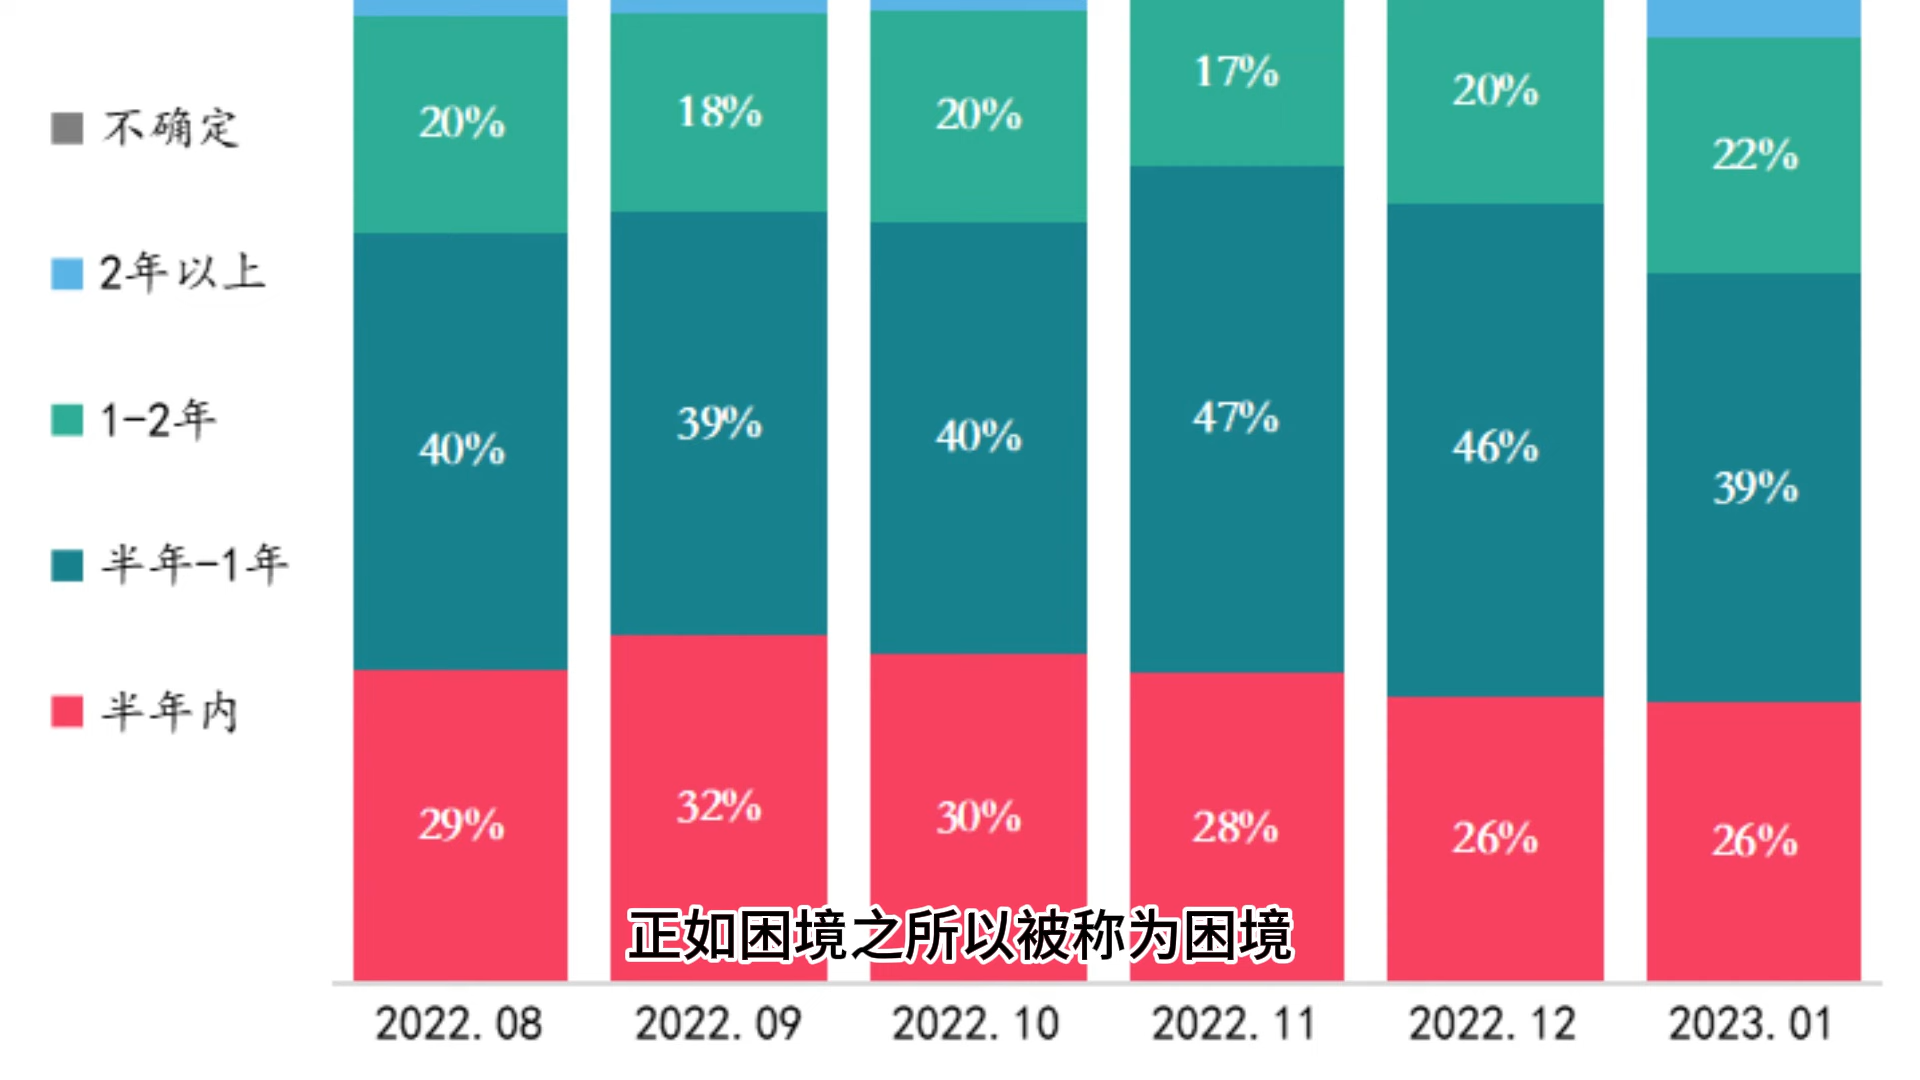 不确定
2年以上
1-2年
半年-1年
半年内
20% 18% 20% 17% 20% 22%
40% 39% 40% 47% 46% 39%
29% 32% 30% 28% 26% 26%
正如困境之所以被称为困境
2022.08 2022.09 2022.10 2022.11 2022.12 2023.01